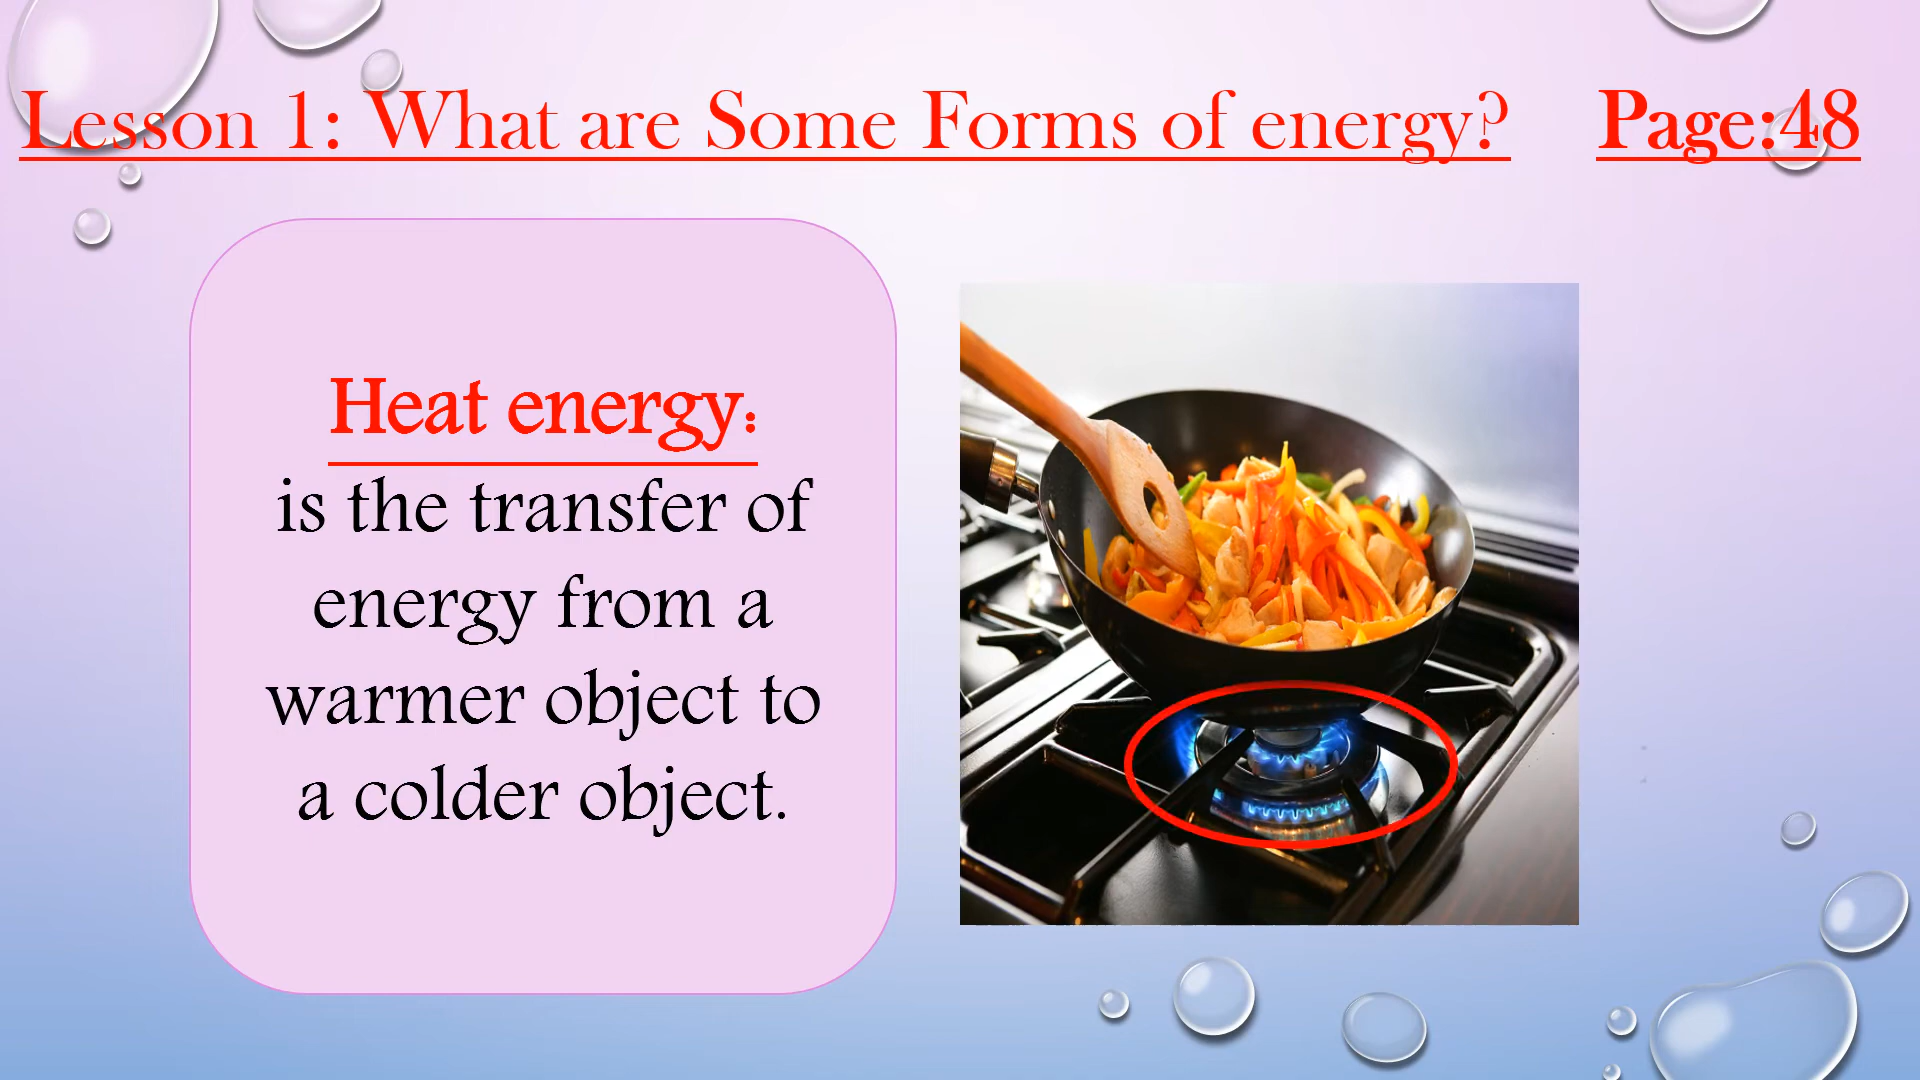 Lesson 1: What are Some Forms of energy? Page:48
Heat energy:
is the transfer of
energy from a
warmer object to
a colder object.